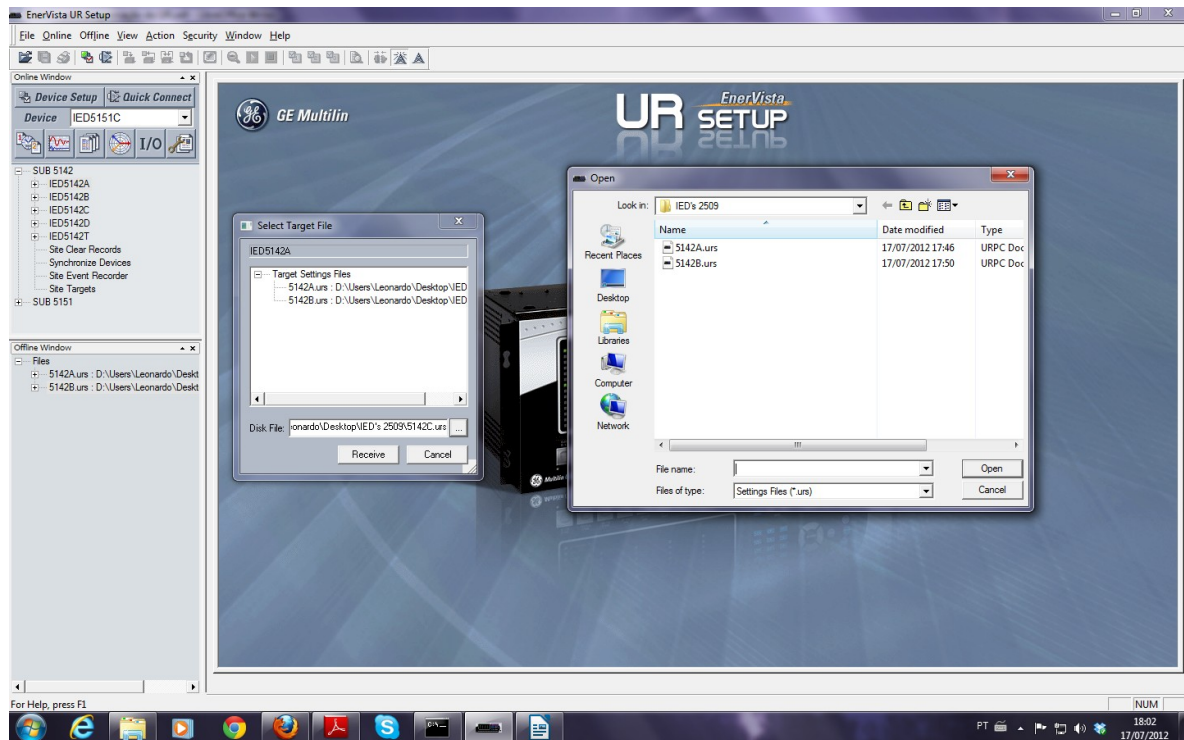 EnerVista UR Setup
File Online Offline View Action Security Window Help
Online Window
Device Setup Quick Connect
Device IED5151C
I/O
SUB 5142
IED5142A
IED5142B
IED5142C
IED5142D
IED5142T
Site Clear Records
Synchronize Devices
Site Event Recorder
Site Targets
SUB 5151
Offline Window
Files
5142A.urs : D:\Users\Leonardo\Deskt
5142B.urs : D:\Users\Leonardo\Deskt
GE Multilin
UR EnerVista
SETUP
Select Target File
IED5142A
Target Settings Files
5142A.urs : D:\Users\Leonardo\Desktop\IED
5142B.urs : D:\Users\Leonardo\Desktop\IED
Disk File: onardo\Desktop\IED's 2509\5142C.urs ...
Receive Cancel
Open
Look in: IED's 2509
Name Date modified Type
5142A.urs 17/07/2012 17:46 URPC Doc
5142B.urs 17/07/2012 17:50 URPC Doc
Recent Places
Desktop
Libraries
Computer
Network
File name: Open
Files of type: Settings Files (*.urs) Cancel
For Help, press F1
NUM
PT 18:02
17/07/2012